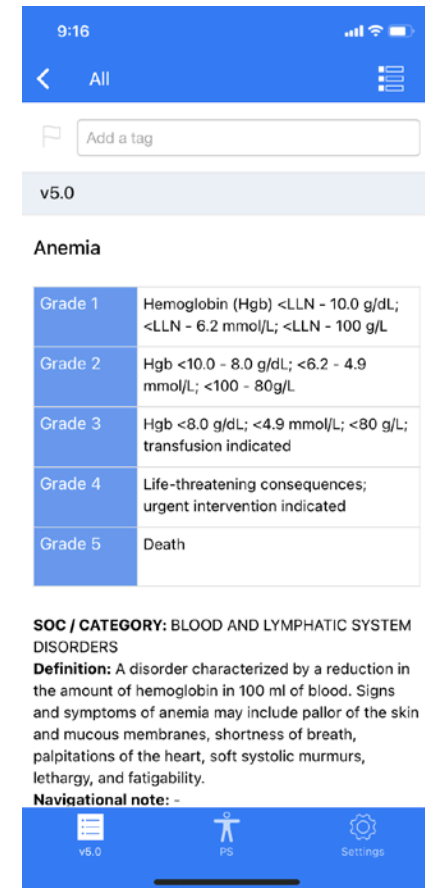 9:16
All
Add a tag
v5.0
Anemia
Grade 1
Hemoglobin (Hgb) <LLN - 10.0 g/dL;
<LLN - 6.2 mmol/L; <LLN - 100 g/L
Grade 2
Hgb <10.0 - 8.0 g/dL; <6.2 - 4.9
mmol/L; <100 - 80g/L
Grade 3
Hgb <8.0 g/dL; <4.9 mmol/L; <80 g/L;
transfusion indicated
Grade 4
Life-threatening consequences;
urgent intervention indicated
Grade 5
Death
SOC / CATEGORY: BLOOD AND LYMPHATIC SYSTEM
DISORDERS
Definition: A disorder characterized by a reduction in
the amount of hemoglobin in 100 ml of blood. Signs
and symptoms of anemia may include pallor of the skin
and mucous membranes, shortness of breath,
palpitations of the heart, soft systolic murmurs,
lethargy, and fatigability.
Navigational note: -
v5.0
PS
Settings